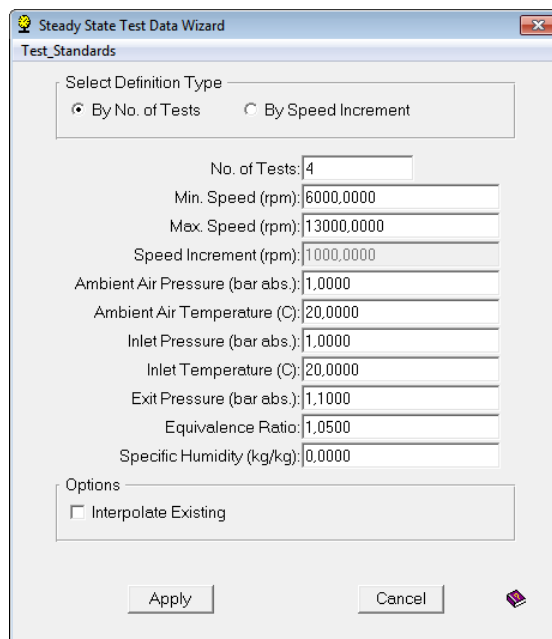 Steady State Test Data Wizard
Test_Standards
Select Definition Type
By No. of Tests By Speed Increment
No. of Tests: 4
Min. Speed (rpm): 6000,0000
Max. Speed (rpm): 13000,0000
Speed Increment (rpm): 1000,0000
Ambient Air Pressure (bar abs.): 1,0000
Ambient Air Temperature (C): 20,0000
Inlet Pressure (bar abs.): 1,0000
Inlet Temperature (C): 20,0000
Exit Pressure (bar abs.): 1,1000
Equivalence Ratio: 1,0500
Specific Humidity (kg/kg): 0,0000
Options
Interpolate Existing
Apply Cancel